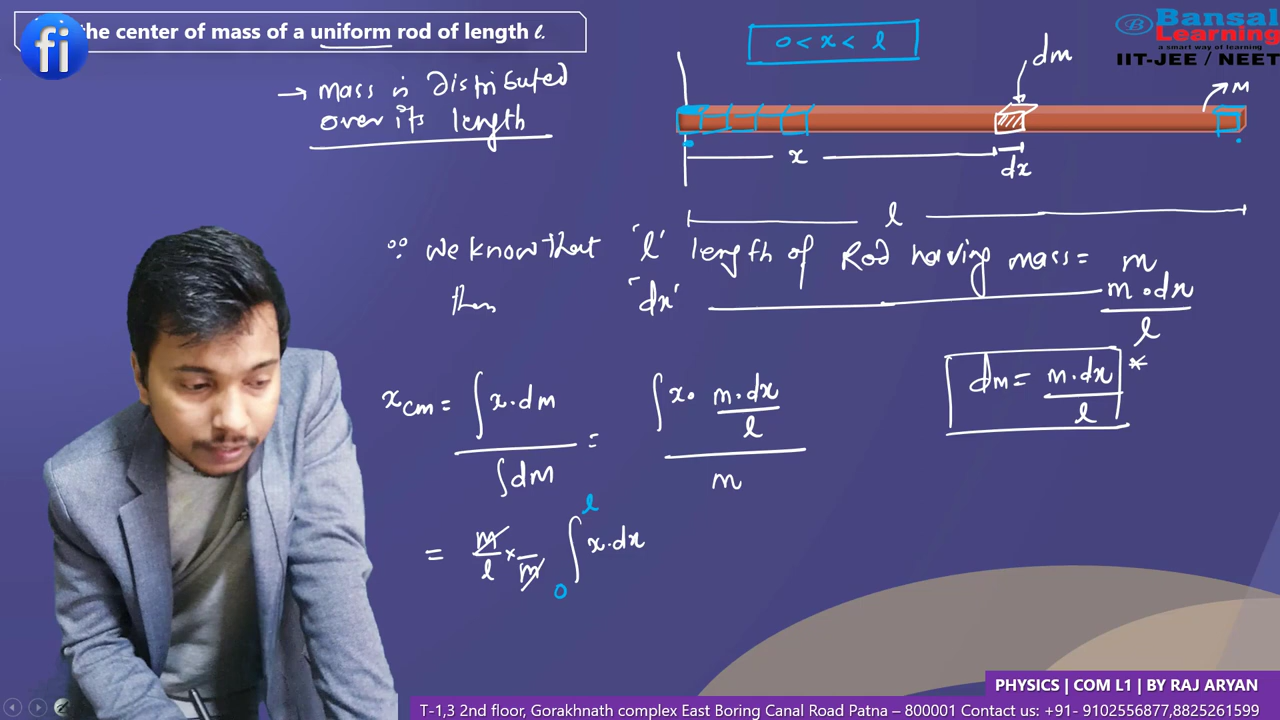 fi
the center of mass of a uniform rod of length l.
Bansal
Learning
a smart way of learning
IIT-JEE / NEET
0 < x < l
dm
→ mass is distributed
over its length
M
x
dx
l
∵ we know that 'l' length of Rod having mass = m
then 'dx' m·dx
l
dm = m·dx *
l
xcm = ∫ x·dm = ∫ x· m·dx
l
∫dm
m
= m/l × /m ∫ x·dx
l
0
PHYSICS | COM L1 | BY RAJ ARYAN
T-1,3 2nd floor, Gorakhnath complex East Boring Canal Road Patna – 800001 Contact us: +91- 9102556877,8825261599